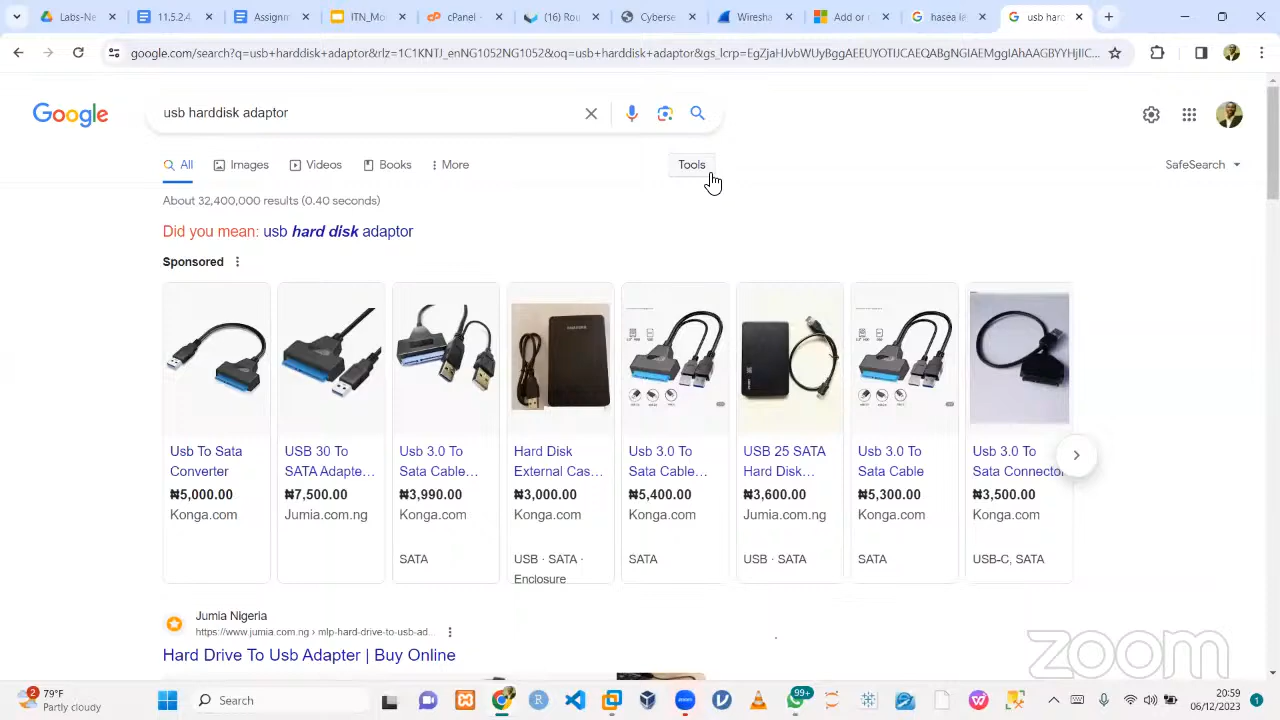 Labs-N
11.5.2.4
Assignm
ITN_M
cPanel -
Lab Rou
Cyberse
Wiresha
Add or r
hasea le
usb hard
google.com/search?q=usb+harddisk+adaptor&rlz=1C1KNTJ_enNG1052NG1052&oq=usb+harddisk+adaptor&gs_lcrp=EgZjaHJvbWUyBggAEEUYOTIJCAEQABgNGIAEMggIAhAAGBYYHjIIC...
Google
usb harddisk adaptor
All
Images
Videos
Books
More
Tools
SafeSearch
About 32,400,000 results (0.40 seconds)
Did you mean: usb hard disk adaptor
Sponsored
Usb To Sata
Converter
₦5,000.00
Konga.com
USB 30 To
SATA Adapte...
₦7,500.00
Jumia.com.ng
Usb 3.0 To
Sata Cable...
₦3,990.00
Konga.com
SATA
Hard Disk
External Cas...
₦3,000.00
Konga.com
USB · SATA ·
Enclosure
Usb 3.0 To
Sata Cable...
₦5,400.00
Konga.com
SATA
USB 25 SATA
Hard Disk...
₦3,600.00
Jumia.com.ng
USB · SATA
Usb 3.0 To
Sata Cable
₦5,300.00
Konga.com
SATA
Usb 3.0 To
Sata Connector
₦3,500.00
Konga.com
USB-C, SATA
Jumia Nigeria
https://www.jumia.com.ng › mlp-hard-drive-to-usb-ad...
Hard Drive To Usb Adapter | Buy Online
zoom
2
79°F
Partly cloudy
Search
99+
20:59
06/12/2023
1